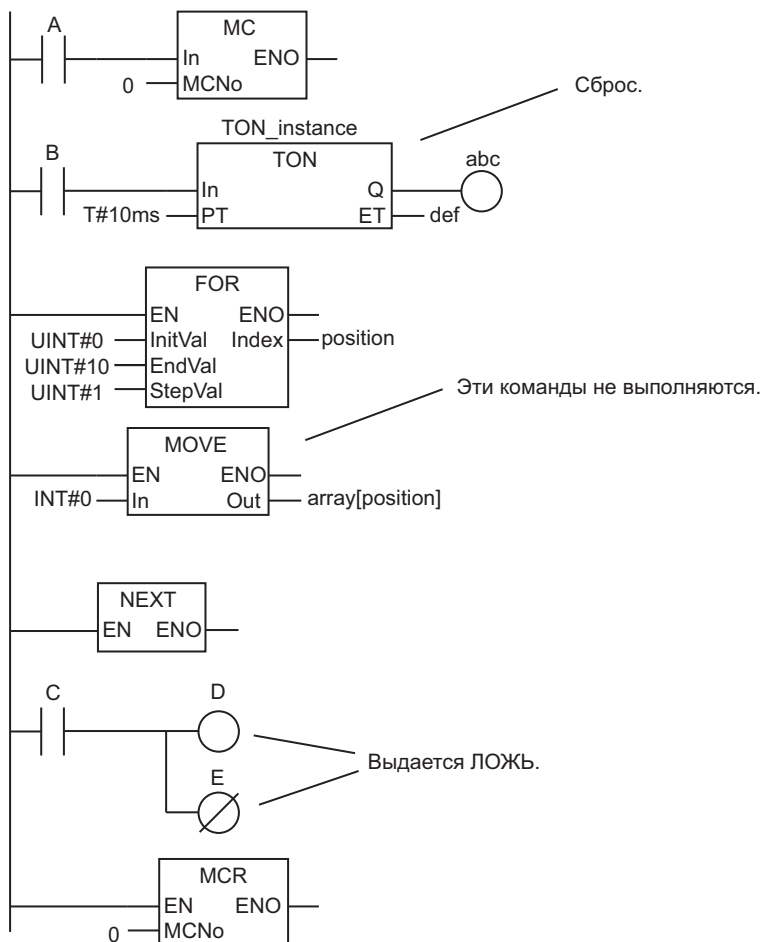 A
MC
In ENO
0 MCNo
Сброс.
TON_instance
B
TON
abc
In Q
T#10ms PT ET def
FOR
EN ENO
UINT#0 InitVal Index position
UINT#10 EndVal
UINT#1 StepVal
Эти команды не выполняются.
MOVE
EN ENO
INT#0 In Out array[position]
NEXT
EN ENO
C D
Выдается ЛОЖЬ.
E
MCR
EN ENO
0 MCNo